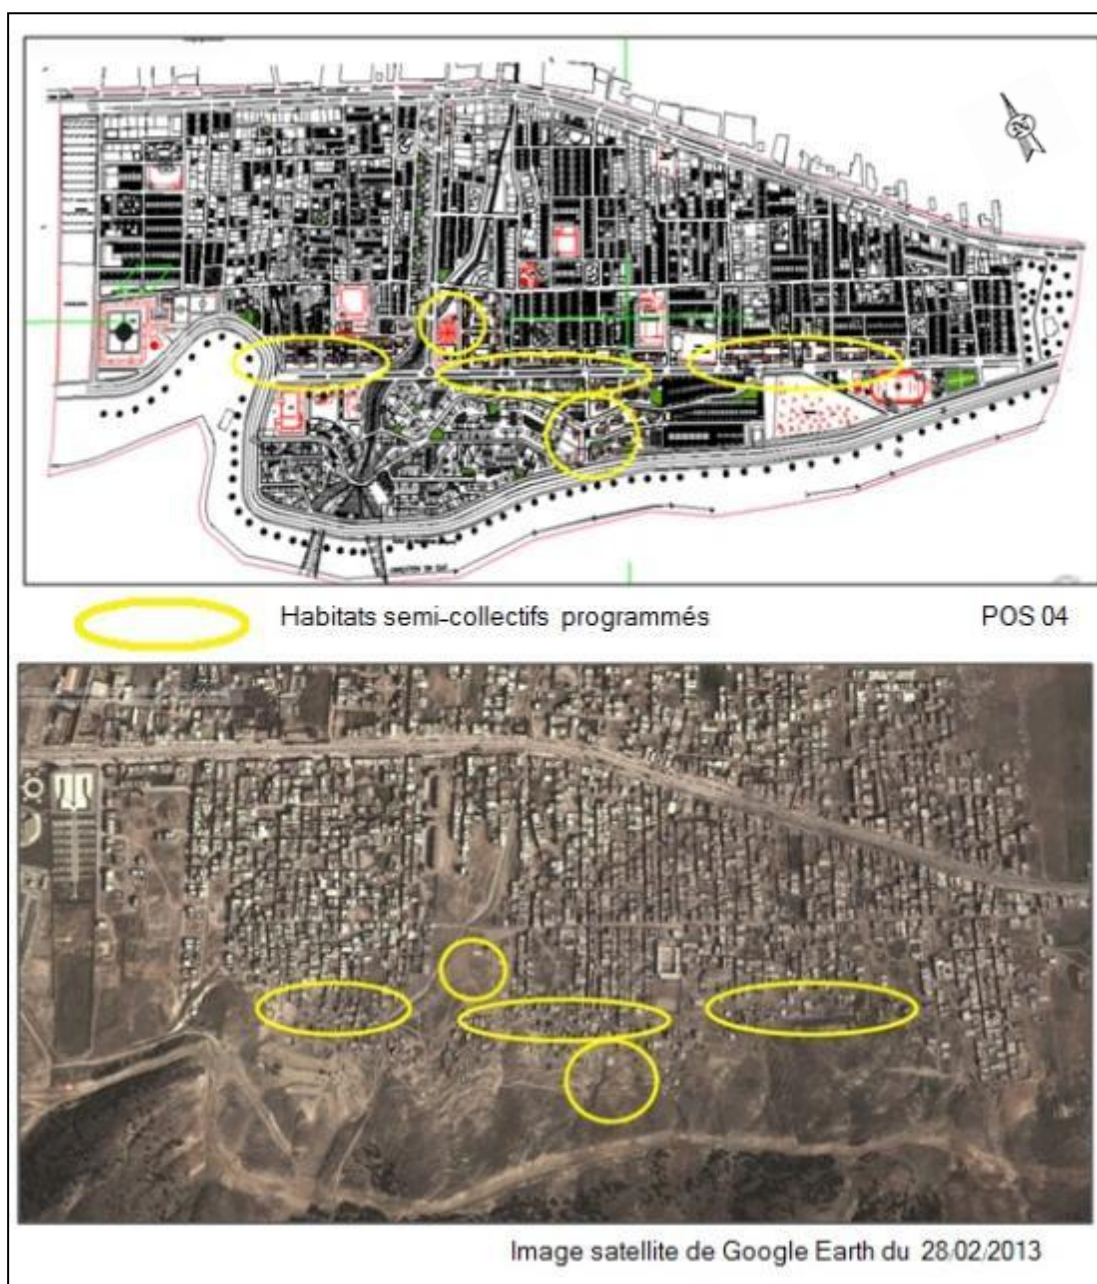 Habitats semi-collectifs programmés
POS 04
Image satellite de Google Earth du 28/02/2013